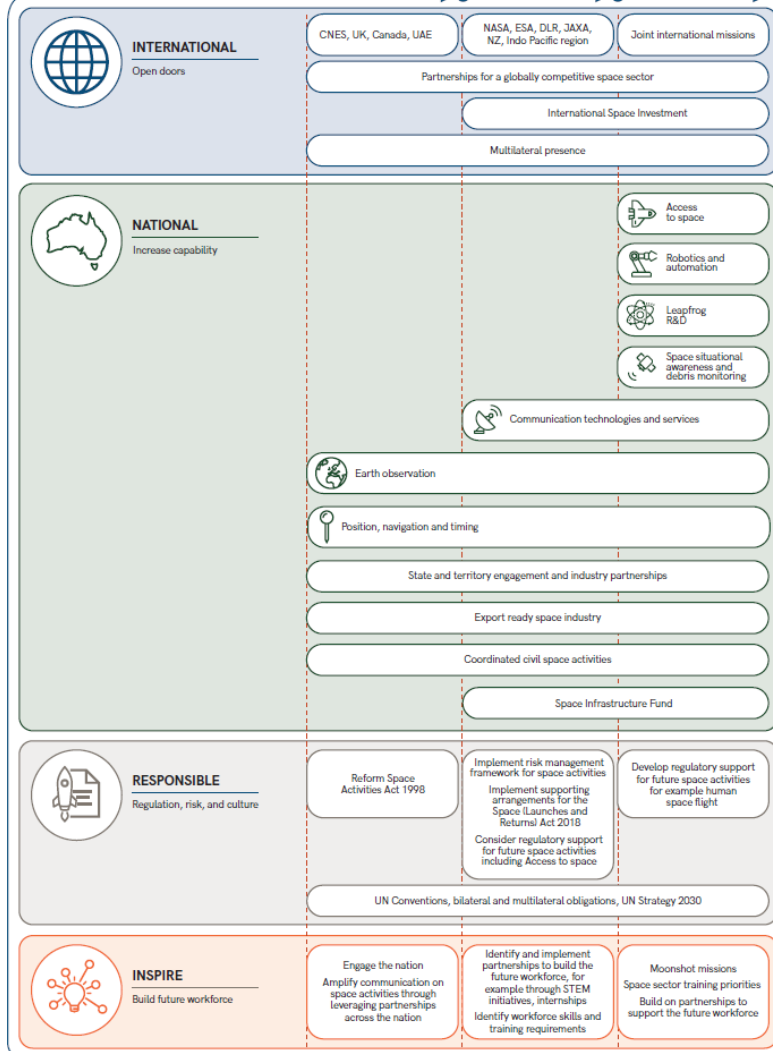 INTERNATIONAL
Open doors
CNES, UK, Canada, UAE
NASA, ESA, DLR, JAXA,
NZ, Indo Pacific region
Joint international missions
Partnerships for a globally competitive space sector
International Space Investment
Multilateral presence
NATIONAL
Increase capability
Access
to space
Robotics and
automation
Leapfrog
R&D
Space situational
awareness and
debris monitoring
Communication technologies and services
Earth observation
Position, navigation and timing
State and territory engagement and industry partnerships
Export ready space industry
Coordinated civil space activities
Space Infrastructure Fund
RESPONSIBLE
Regulation, risk, and culture
Reform Space
Activities Act 1998
Implement risk management
framework for space activities
Implement supporting
arrangements for the
Space (Launches and
Returns) Act 2018
Consider regulatory support
for future space activities
including Access to space
Develop regulatory support
for future space activities
for example human
space flight
UN Conventions, bilateral and multilateral obligations, UN Strategy 2030
INSPIRE
Build future workforce
Engage the nation
Amplify communication on
space activities through
leveraging partnerships
across the nation
Identify and implement
partnerships to build the
future workforce, for
example through STEM
initiatives, internships
Identify workforce skills and
training requirements
Moonshot missions
Space sector training priorities
Build on partnerships to
support the future workforce